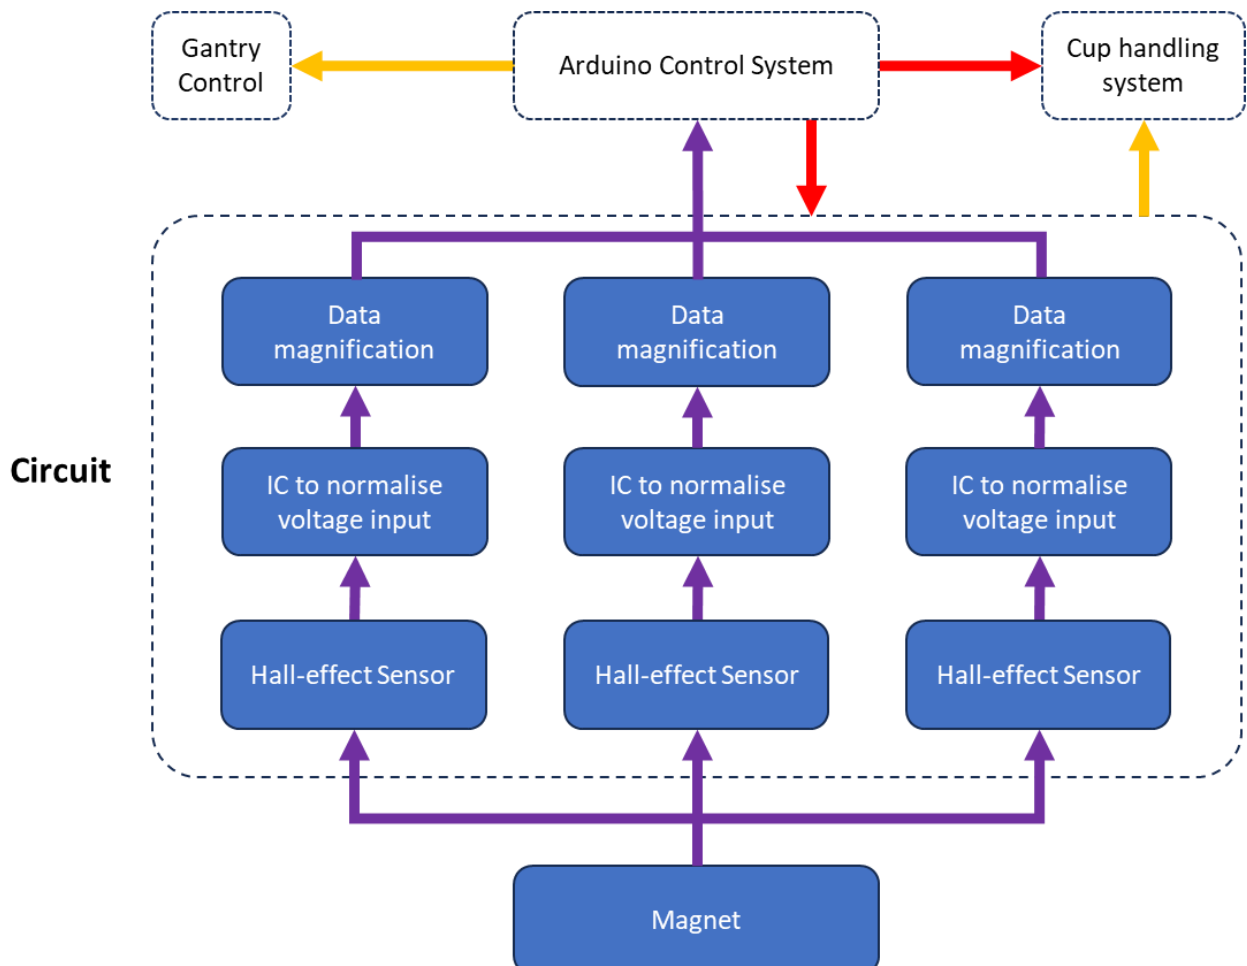 Gantry
Control
Arduino Control System
Cup handling
system
Data
magnification
Data
magnification
Data
magnification
Circuit
IC to normalise
voltage input
IC to normalise
voltage input
IC to normalise
voltage input
Hall-effect Sensor
Hall-effect Sensor
Hall-effect Sensor
Magnet